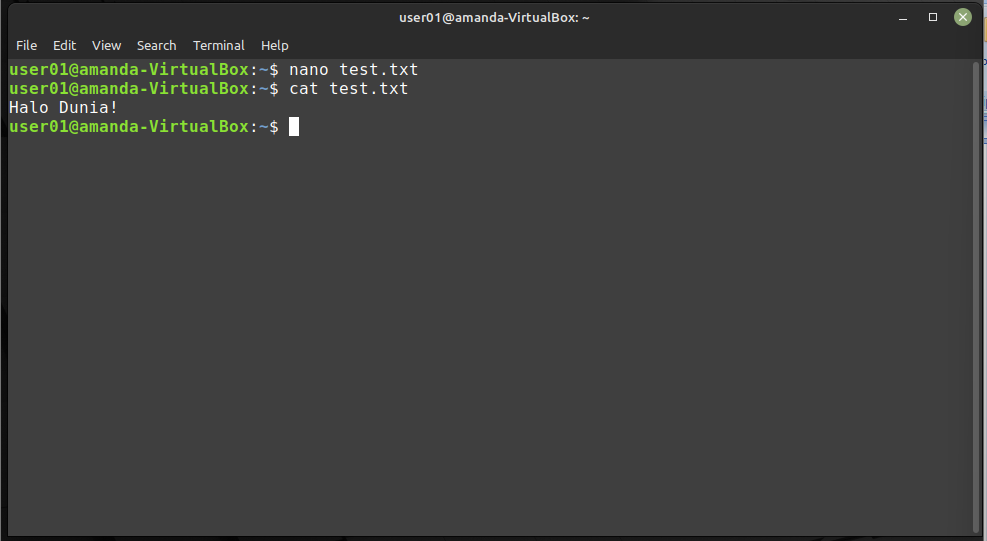 user01@amanda-VirtualBox: ~
File Edit View Search Terminal Help
user01@amanda-VirtualBox:~$ nano test.txt
user01@amanda-VirtualBox:~$ cat test.txt
Halo Dunia!
user01@amanda-VirtualBox:~$